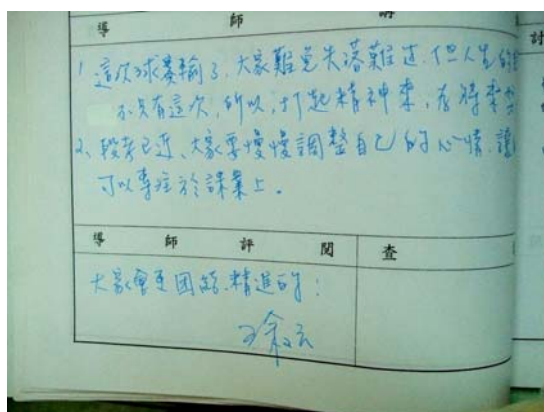 導師講
討
1. 這次球賽輸了,大家難免失落難過,但人生的
不只有這次,所以,打起精神來,
2、段考已近、大家要慢慢調整自己的心情,讓
可以專注於課業上。
導師評閱 查
大家會更團結.精進的!